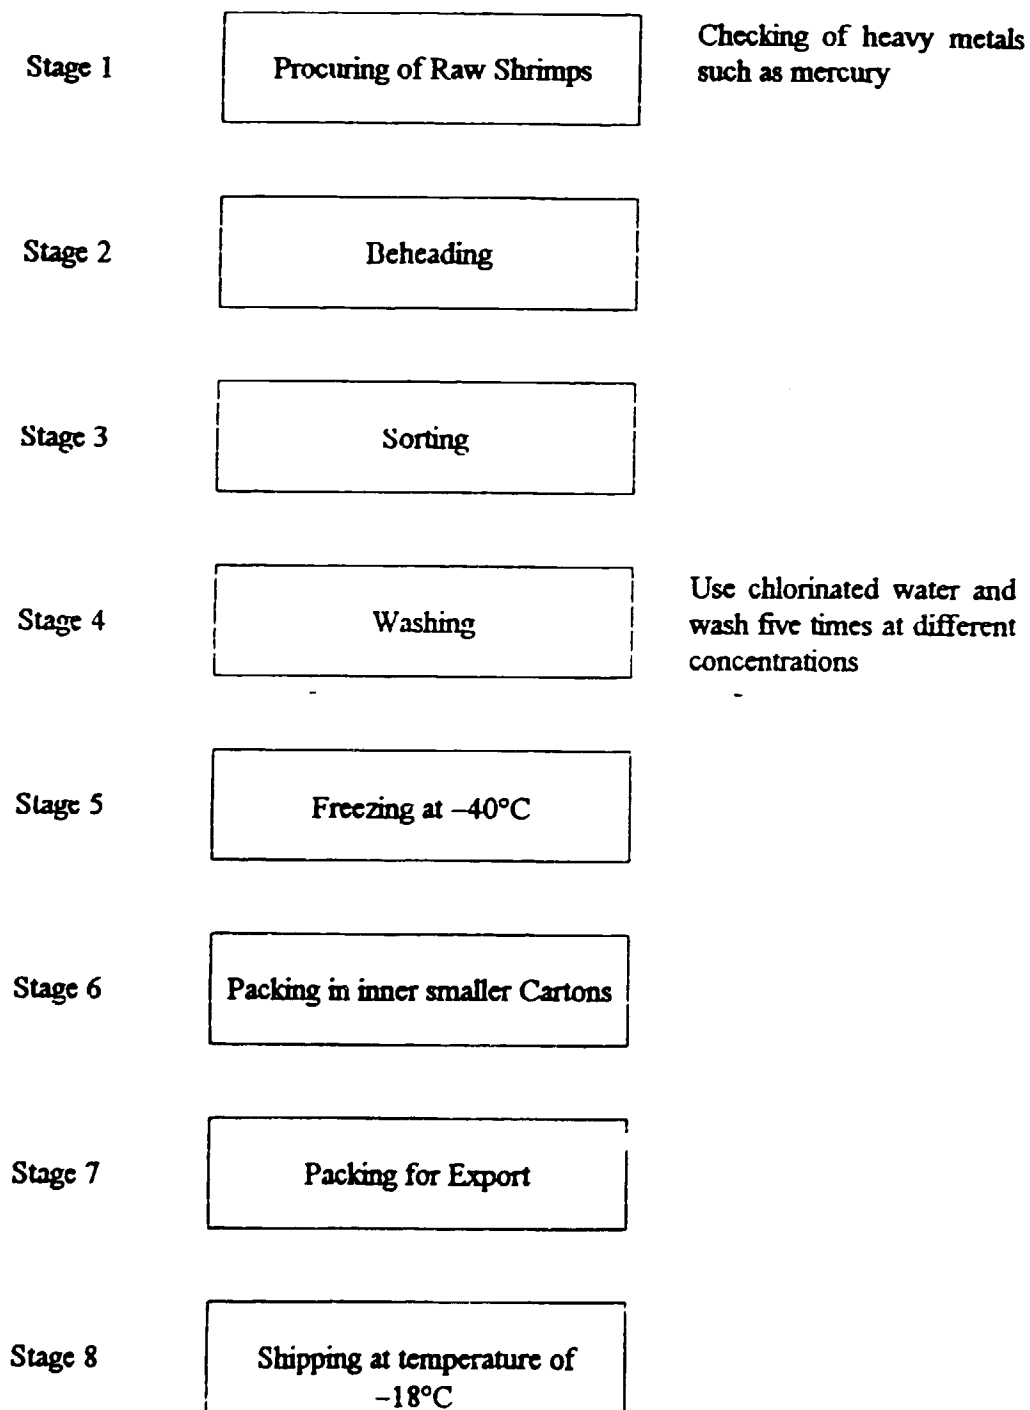 Stage 1
Procuring of Raw Shrimps
Checking of heavy metals
such as mercury
Stage 2
Beheading
Stage 3
Sorting
Stage 4
Washing
Use chlorinated water and
wash five times at different
concentrations
Stage 5
Freezing at –40°C
Stage 6
Packing in inner smaller Cartons
Stage 7
Packing for Export
Stage 8
Shipping at temperature of
–18°C